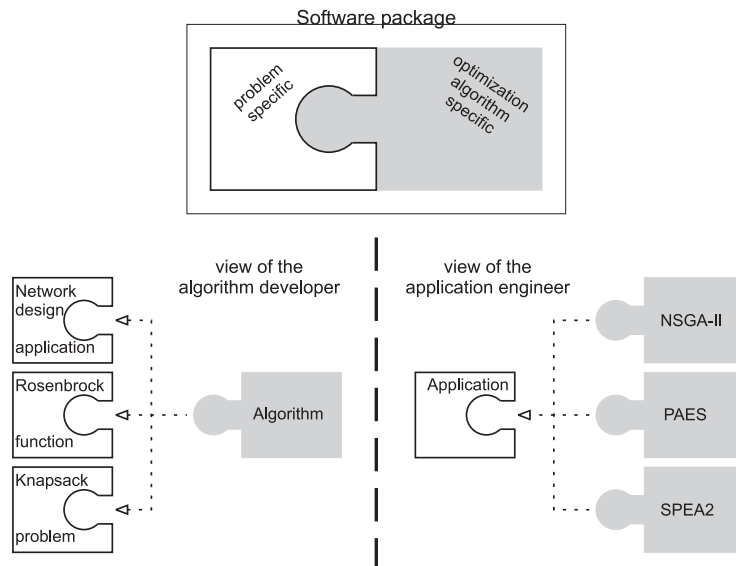 Software package
problem
specific
optimization
algorithm
specific
view of the
algorithm developer
Network
design
application
Rosenbrock
function
Knapsack
problem
Algorithm
view of the
application engineer
Application
NSGA-II
PAES
SPEA2